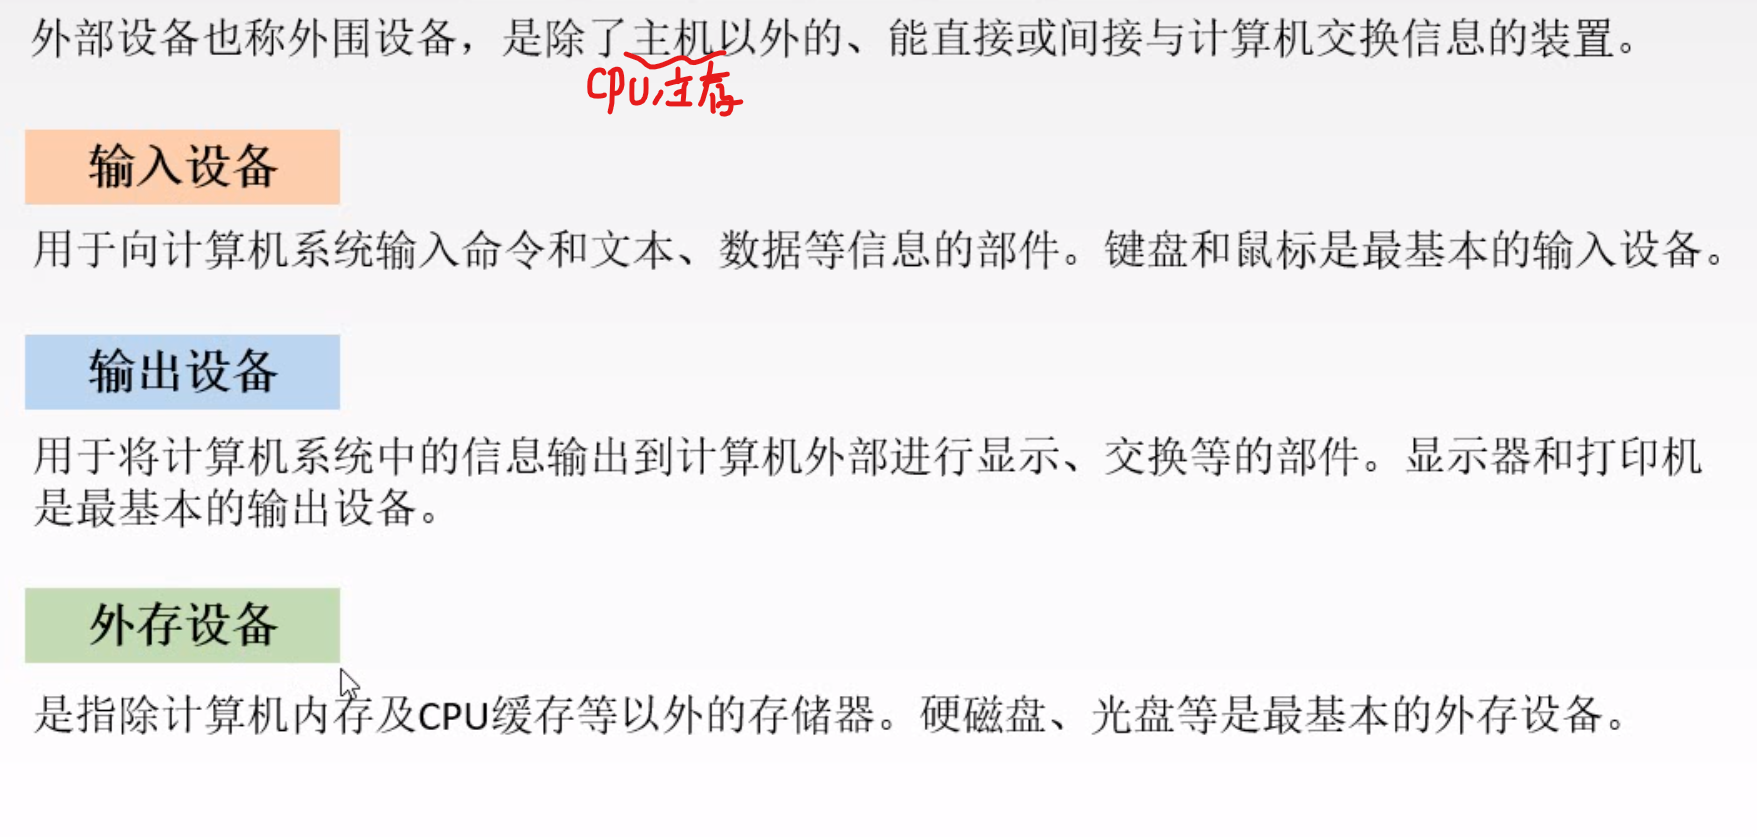 外部设备也称外围设备，是除了主机以外的、能直接或间接与计算机交换信息的装置。
CPU,主存
输入设备
用于向计算机系统输入命令和文本、数据等信息的部件。键盘和鼠标是最基本的输入设备。
输出设备
用于将计算机系统中的信息输出到计算机外部进行显示、交换等的部件。显示器和打印机
是最基本的输出设备。
外存设备
是指除计算机内存及CPU缓存等以外的存储器。硬磁盘、光盘等是最基本的外存设备。